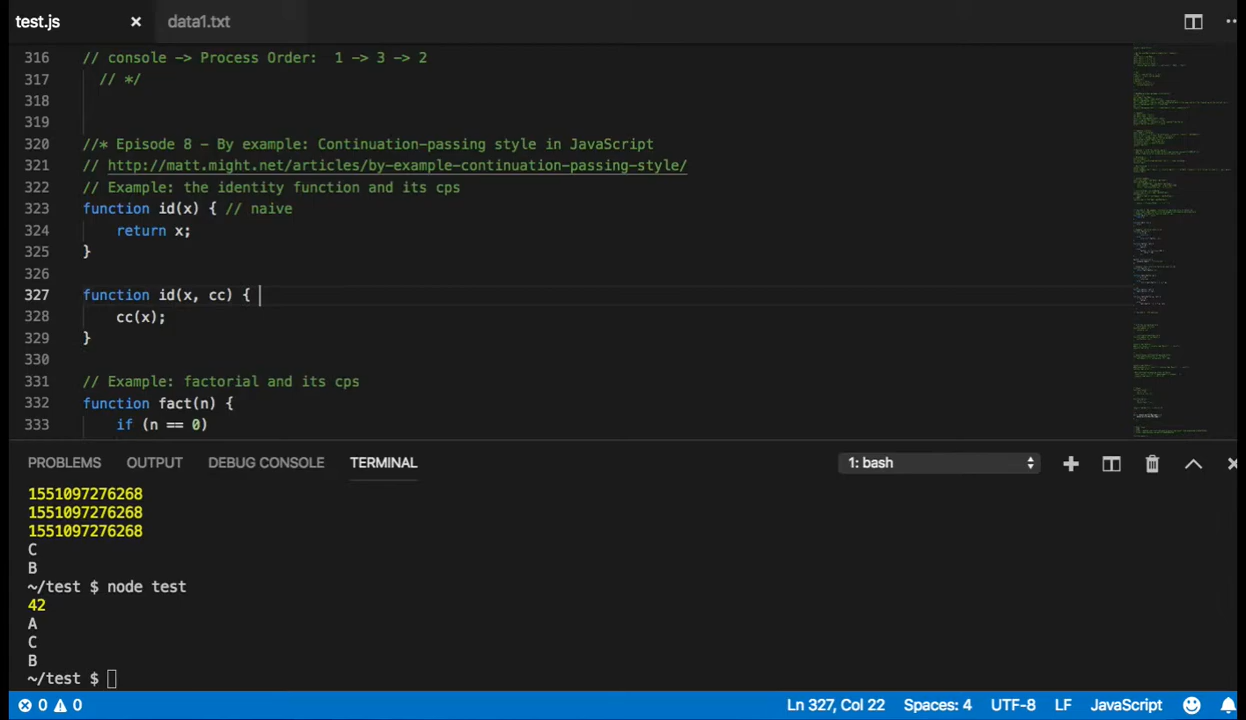 test.js × data1.txt
316 // console -> Process Order:  1 -> 3 -> 2
317 // */
318
319
320 //* Episode 8 - By example: Continuation-passing style in JavaScript
321 // http://matt.might.net/articles/by-example-continuation-passing-style/
322 // Example: the identity function and its cps
323 function id(x) { // naive
324 return x;
325 }
326
327 function id(x, cc) {
328 cc(x);
329 }
330
331 // Example: factorial and its cps
332 function fact(n) {
333 if (n == 0)
PROBLEMS OUTPUT DEBUG CONSOLE TERMINAL 1: bash
1551097276268
1551097276268
1551097276268
C
B
~/test $ node test
42
A
C
B
~/test $
0 0 Ln 327, Col 22 Spaces: 4 UTF-8 LF JavaScript